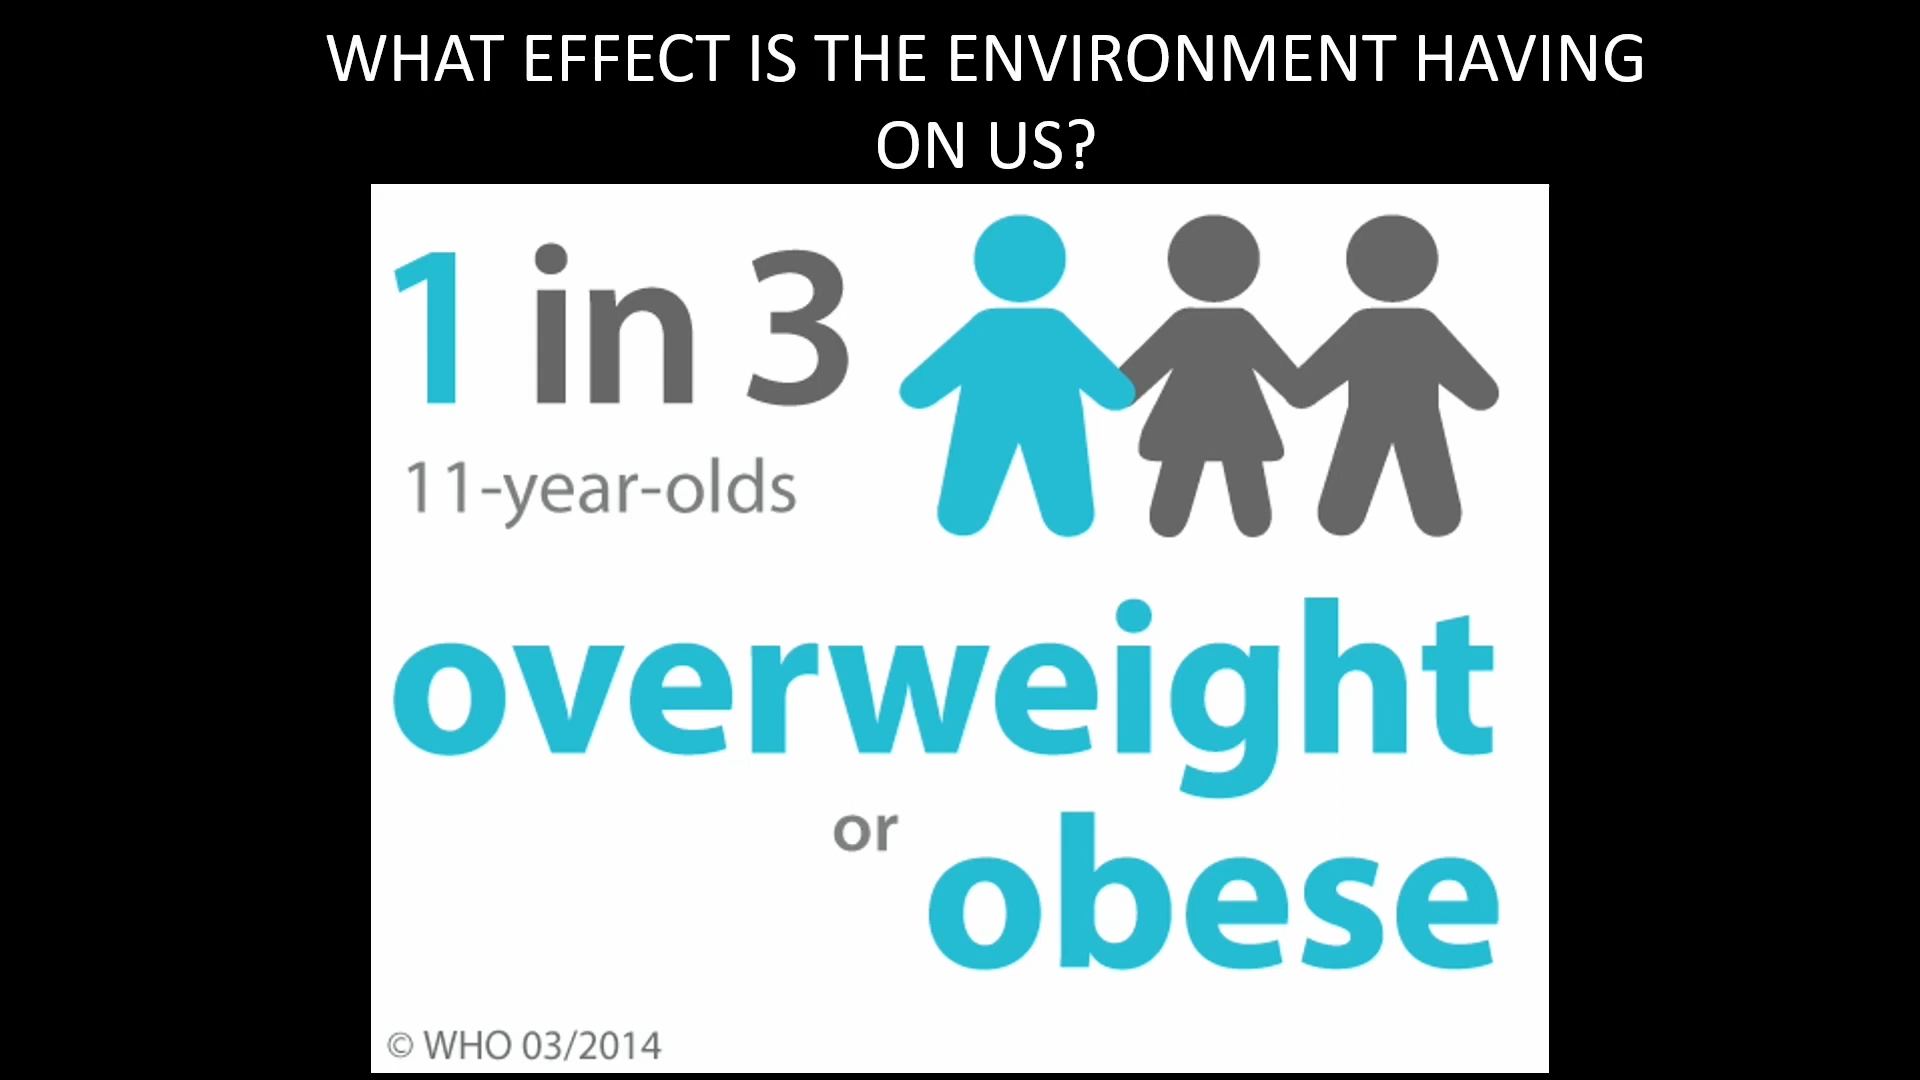 WHAT EFFECT IS THE ENVIRONMENT HAVING
ON US?
1 in 3
11-year-olds
overweight
or
obese
© WHO 03/2014